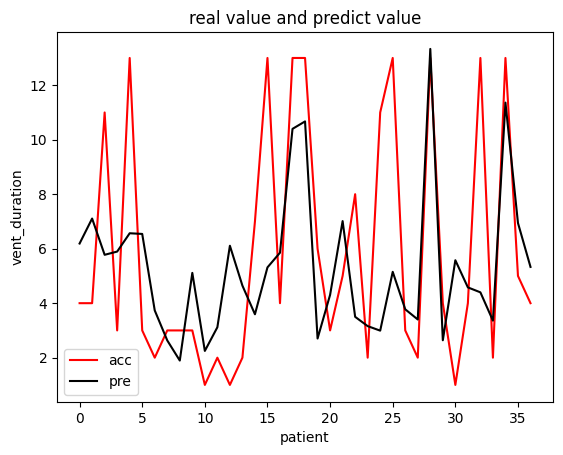 real value and predict value
12
10
8
6
4
2
vent_duration
acc
pre
0 5 10 15 20 25 30 35
patient